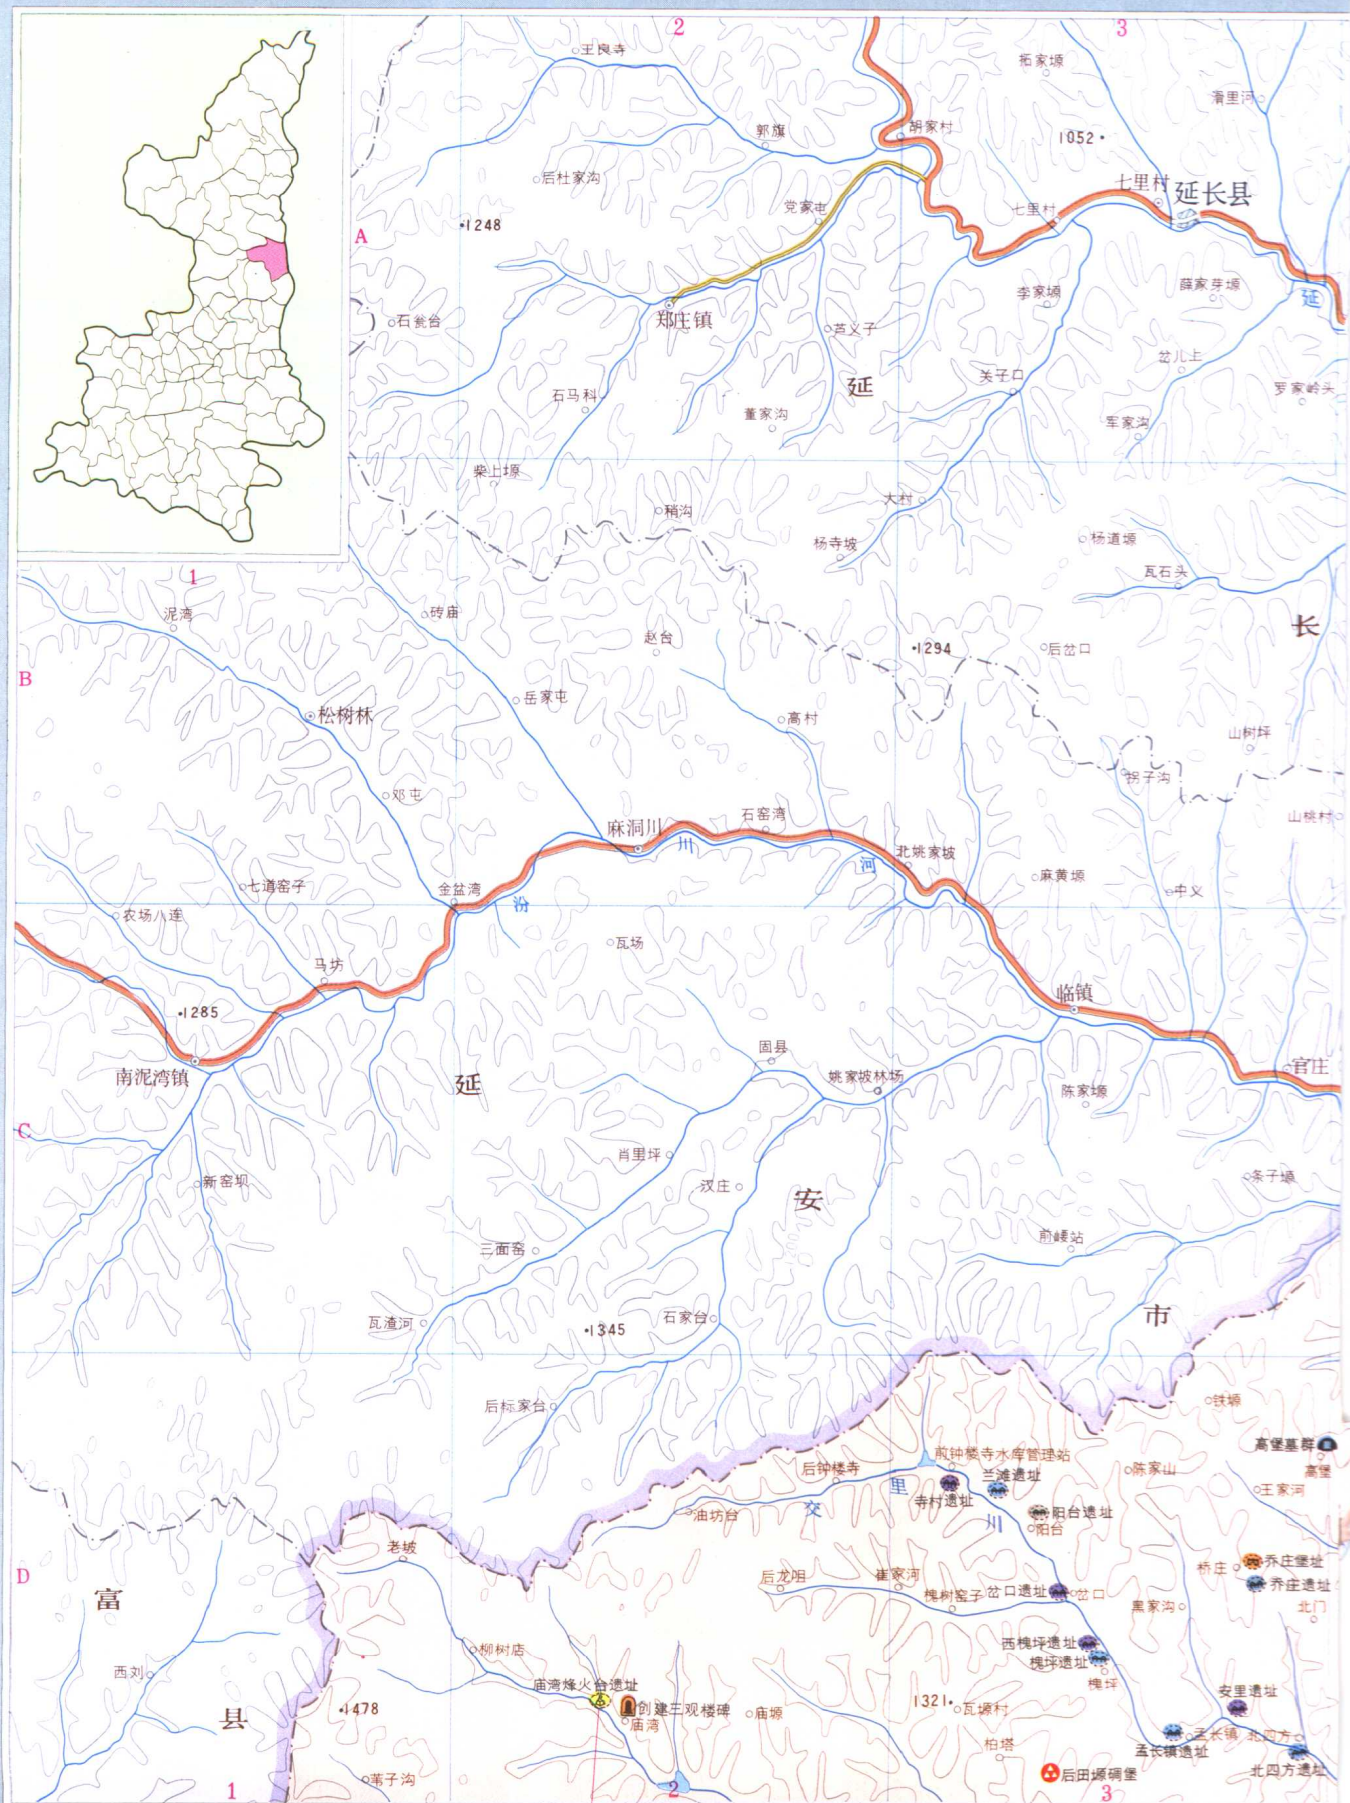 2
3
王良寺
拓家塬
滑里河
郭旗
胡家村
1052
后杜家沟
七里村
延长县
党家屯
七里村
1248
A
李家塬
薛家芽塬
延
石瓮台
郑庄镇
芦义子
岔儿上
关子口
延
罗家岭头
石马科
董家沟
军家沟
柴上塬
大村
稍沟
杨寺坡
杨道塬
瓦石头
1
泥湾
砖庙
赵台
长
1294
后岔口
B
岳家屯
松树林
高村
山树坪
拐子沟
邓屯
石窑湾
山桃村
麻洞川
川
北姚家坡
河
麻黄塬
七道窑子
金盆湾
中义
汾
农场八连
瓦场
马坊
临镇
1285
固县
官庄
南泥湾镇
延
姚家坡林场
陈家塬
C
肖里坪
新窑坝
汉庄
条子塬
安
前崾站
三面窑
市
瓦渣河
1345
石家台
后标家台
铁塬
高堡墓群
前钟楼寺水库管理站
后钟楼寺
兰滩遗址
陈家山
高堡
里
寺村遗址
王家河
油坊台
交
川
阳台遗址
阳台
老坡
桥庄
乔庄堡址
D
后龙咀
崔家河
乔庄遗址
富
槐树窑子
岔口遗址
岔口
黑家沟
北门
西槐坪遗址
柳树店
槐坪遗址
西刘
槐坪
庙湾烽火台遗址
安里遗址
1478
创建三观楼碑
庙塬
1321
瓦塬村
县
庙湾
孟长镇
北四方
柏塔
孟长镇遗址
北四方遗址
苇子沟
后田塬碉堡
1
2
3